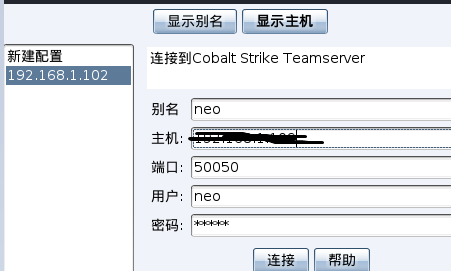 显示别名 显示主机
新建配置
192.168.1.102
连接到Cobalt Strike Teamserver
别名 neo
主机:
端口: 50050
用户: neo
密码: *****
连接 帮助